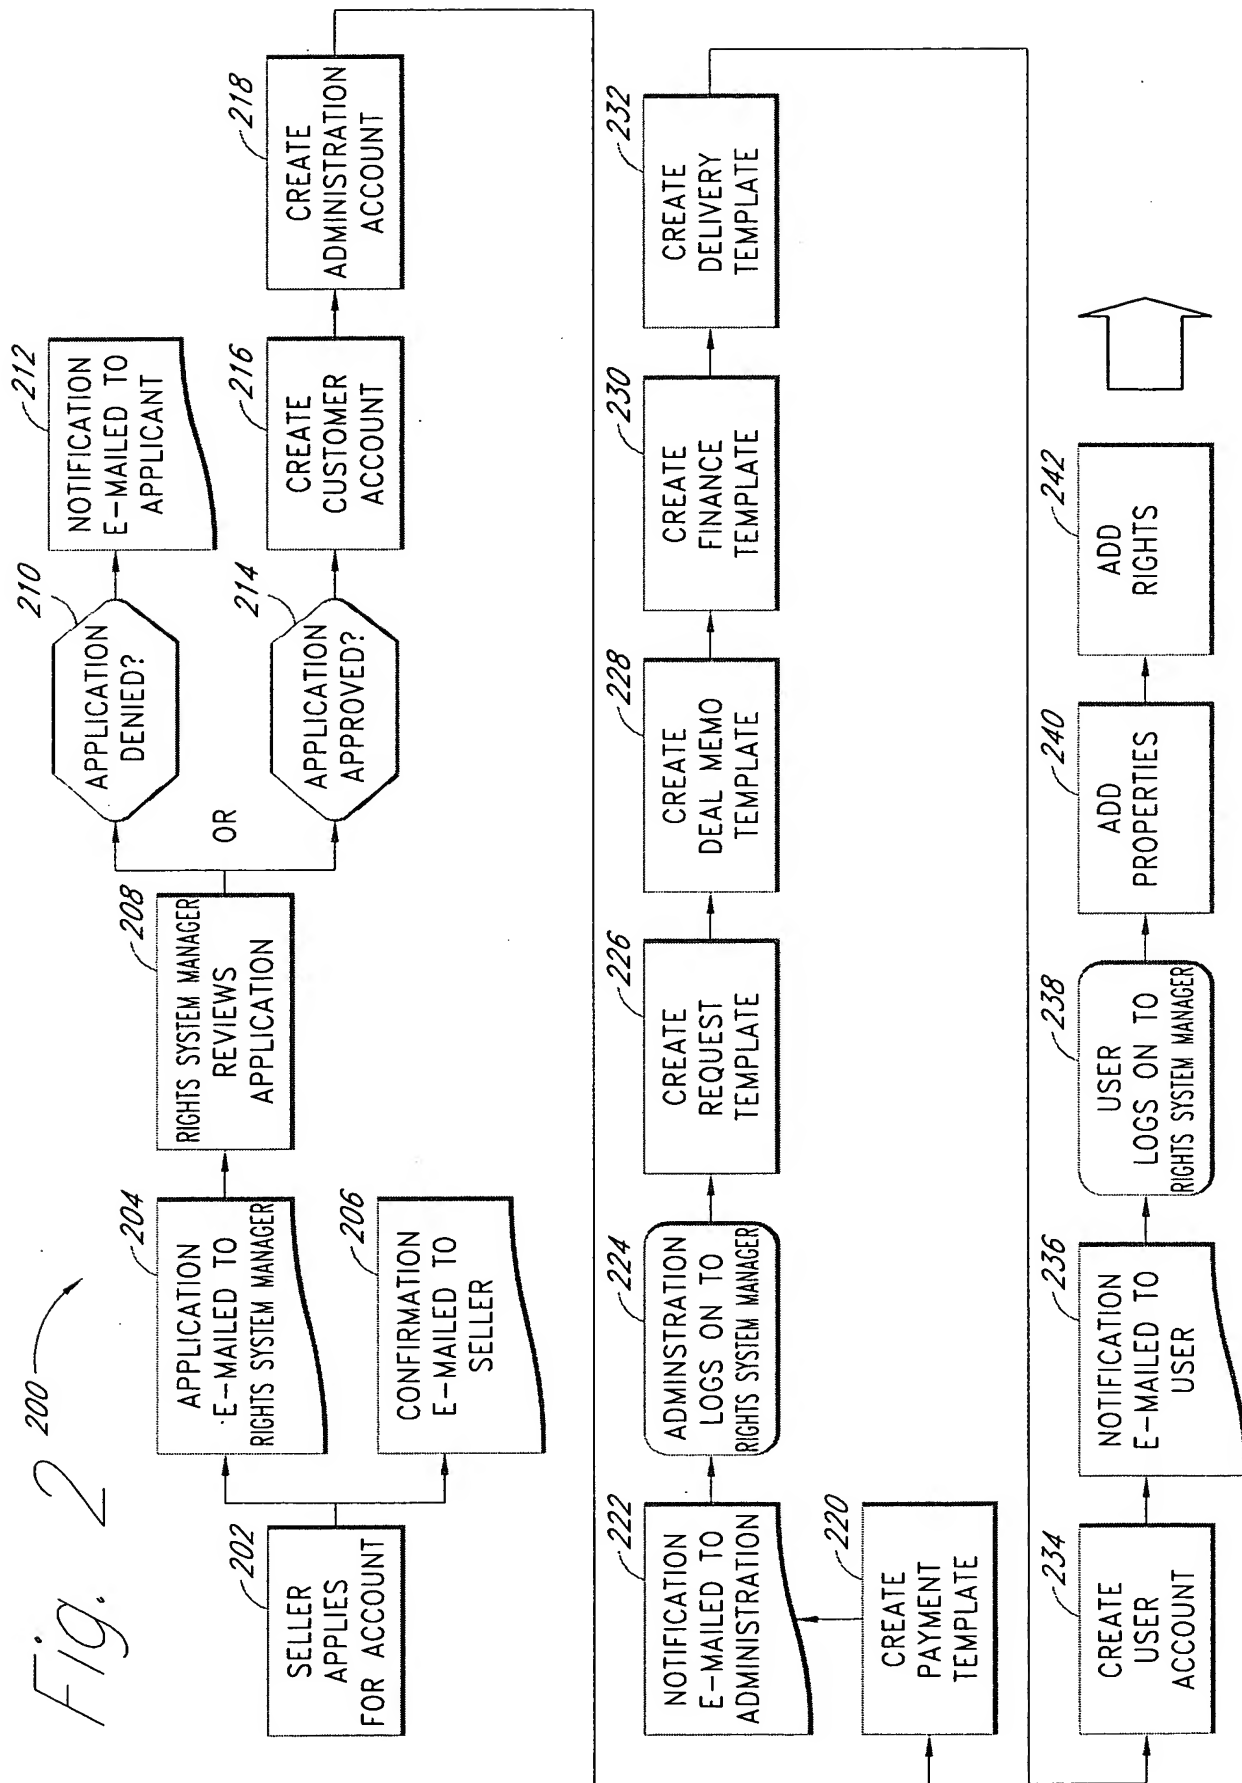 Fig. 2
200
202
SELLER
APPLIES
FOR ACCOUNT
204
APPLICATION
E-MAILED TO
RIGHTS SYSTEM MANAGER
206
CONFIRMATION
E-MAILED TO
SELLER
208
RIGHTS SYSTEM MANAGER
REVIEWS
APPLICATION
OR
210
APPLICATION
DENIED?
212
NOTIFICATION
E-MAILED TO
APPLICANT
214
APPLICATION
APPROVED?
216
CREATE
CUSTOMER
ACCOUNT
218
CREATE
ADMINISTRATION
ACCOUNT
220
CREATE
PAYMENT
TEMPLATE
222
NOTIFICATION
E-MAILED TO
ADMINISTRATION
224
ADMINISTRATION
LOGS ON TO
RIGHTS SYSTEM MANAGER
226
CREATE
REQUEST
TEMPLATE
228
CREATE
DEAL MEMO
TEMPLATE
230
CREATE
FINANCE
TEMPLATE
232
CREATE
DELIVERY
TEMPLATE
234
CREATE
USER
ACCOUNT
236
NOTIFICATION
E-MAILED TO
USER
238
USER
LOGS ON TO
RIGHTS SYSTEM MANAGER
240
ADD
PROPERTIES
242
ADD
RIGHTS